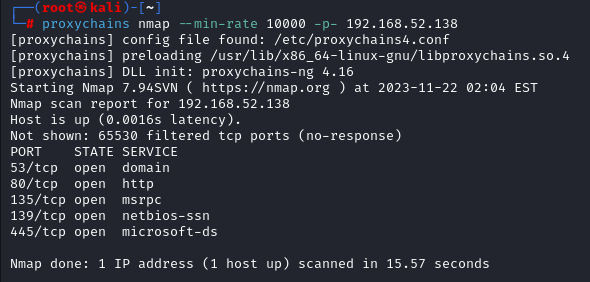 ┌──(root㉿kali)-[~]
└─# proxychains nmap --min-rate 10000 -p- 192.168.52.138
[proxychains] config file found: /etc/proxychains4.conf
[proxychains] preloading /usr/lib/x86_64-linux-gnu/libproxychains.so.4
[proxychains] DLL init: proxychains-ng 4.16
Starting Nmap 7.94SVN ( https://nmap.org ) at 2023-11-22 02:04 EST
Nmap scan report for 192.168.52.138
Host is up (0.0016s latency).
Not shown: 65530 filtered tcp ports (no-response)
PORT    STATE SERVICE
53/tcp  open  domain
80/tcp  open  http
135/tcp open  msrpc
139/tcp open  netbios-ssn
445/tcp open  microsoft-ds
Nmap done: 1 IP address (1 host up) scanned in 15.57 seconds